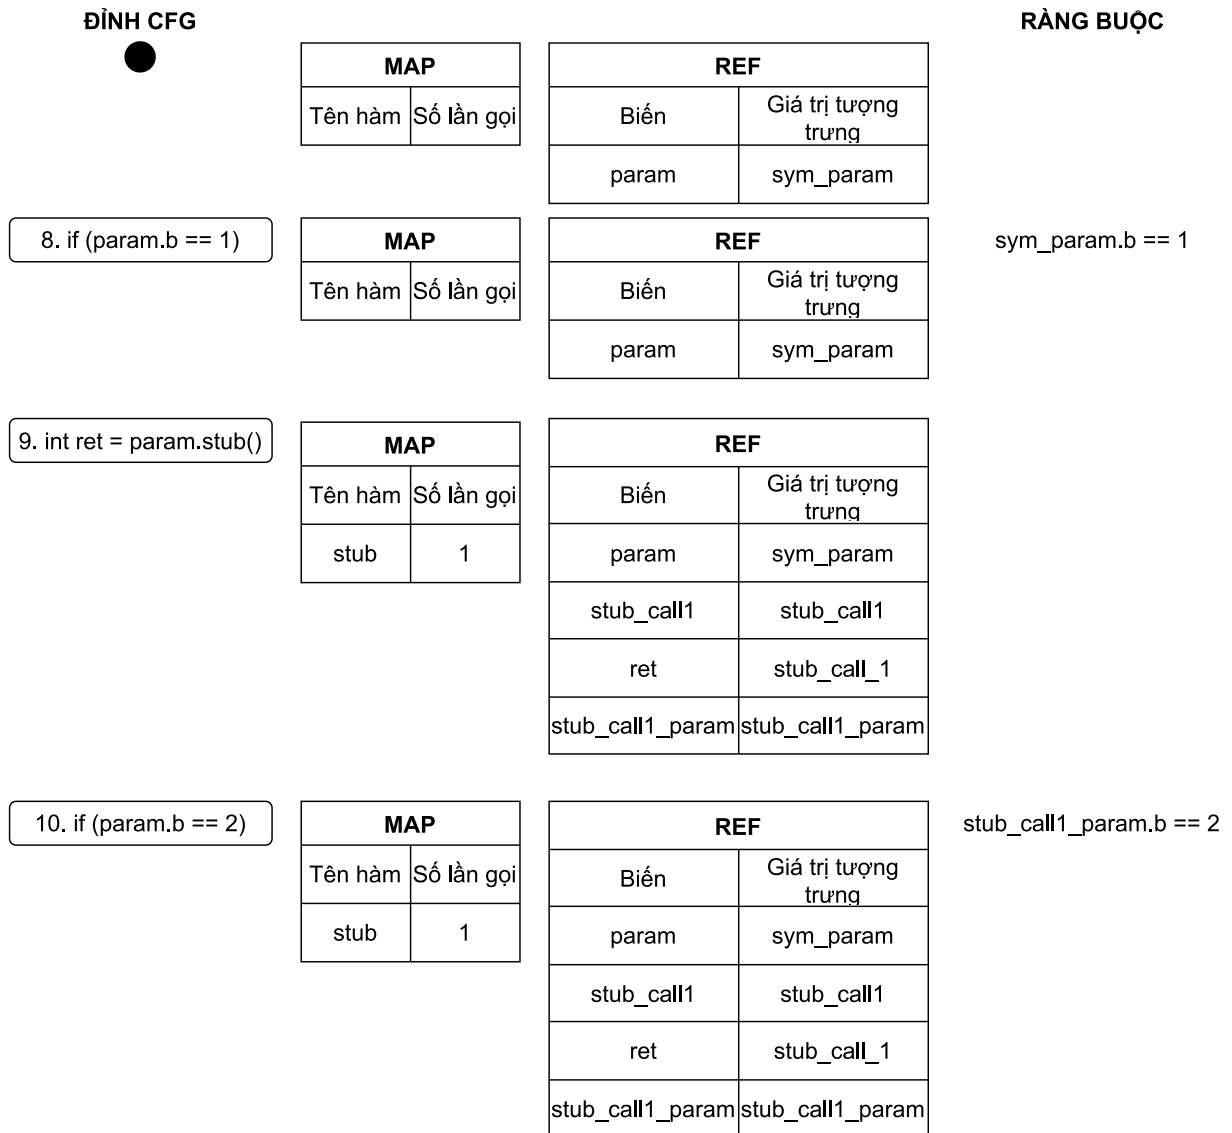 ĐỈNH CFG
RÀNG BUỘC
MAP
Tên hàm Số lần gọi
REF
Biến Giá trị tượng
trưng
param sym_param
8. if (param.b == 1)
MAP
Tên hàm Số lần gọi
REF
Biến Giá trị tượng
trưng
param sym_param
sym_param.b == 1
9. int ret = param.stub()
MAP
Tên hàm Số lần gọi
stub 1
REF
Biến Giá trị tượng
trưng
param sym_param
stub_call1 stub_call1
ret stub_call_1
stub_call1_param stub_call1_param
10. if (param.b == 2)
MAP
Tên hàm Số lần gọi
stub 1
REF
Biến Giá trị tượng
trưng
param sym_param
stub_call1 stub_call1
ret stub_call_1
stub_call1_param stub_call1_param
stub_call1_param.b == 2